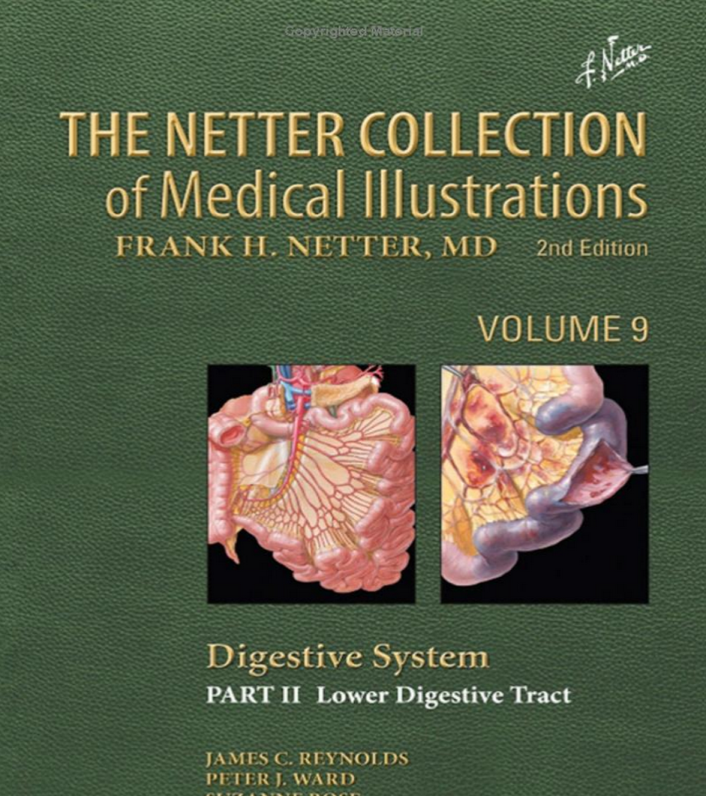 Copyrighted Material
F. Netter M.D.
THE NETTER COLLECTION
of Medical Illustrations
FRANK H. NETTER, MD 2nd Edition
VOLUME 9
Digestive System
PART II Lower Digestive Tract
JAMES C. REYNOLDS
PETER J. WARD